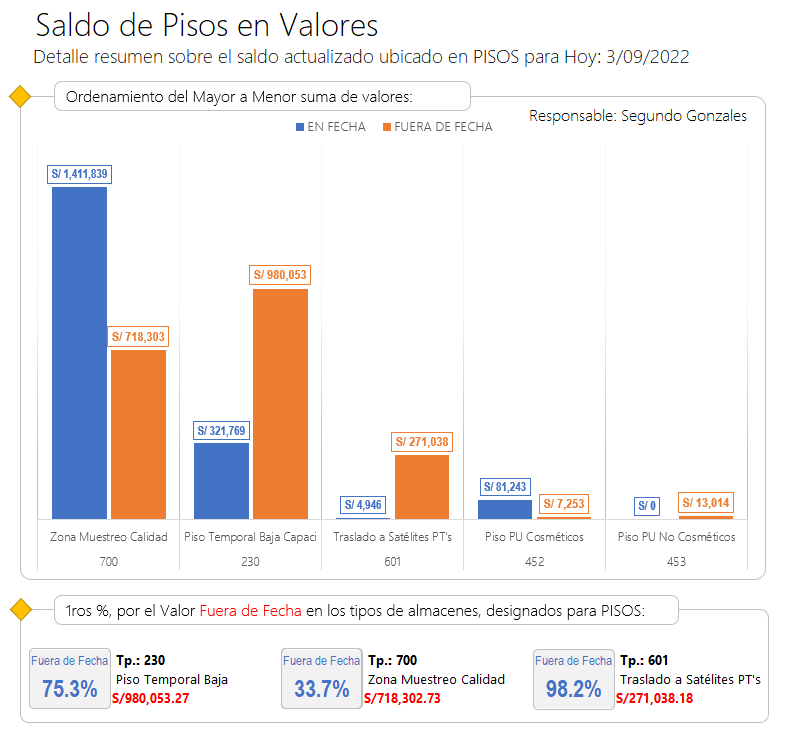 Saldo de Pisos en Valores
Detalle resumen sobre el saldo actualizado ubicado en PISOS para Hoy: 3/09/2022
Ordenamiento del Mayor a Menor suma de valores:
Responsable: Segundo Gonzales
EN FECHA FUERA DE FECHA
S/ 1,411,839
S/ 718,303
S/ 980,053
S/ 321,769
S/ 271,038
S/ 4,946
S/ 81,243
S/ 7,253
S/ 0
S/ 13,014
Zona Muestreo Calidad Piso Temporal Baja Capaci Traslado a Satélites PT's Piso PU Cosméticos Piso PU No Cosméticos
700 230 601 452 453
1ros %, por el Valor Fuera de Fecha en los tipos de almacenes, designados para PISOS:
Fuera de Fecha
75.3%
Tp.: 230
Piso Temporal Baja
S/980,053.27
Fuera de Fecha
33.7%
Tp.: 700
Zona Muestreo Calidad
S/718,302.73
Fuera de Fecha
98.2%
Tp.: 601
Traslado a Satélites PT's
S/271,038.18